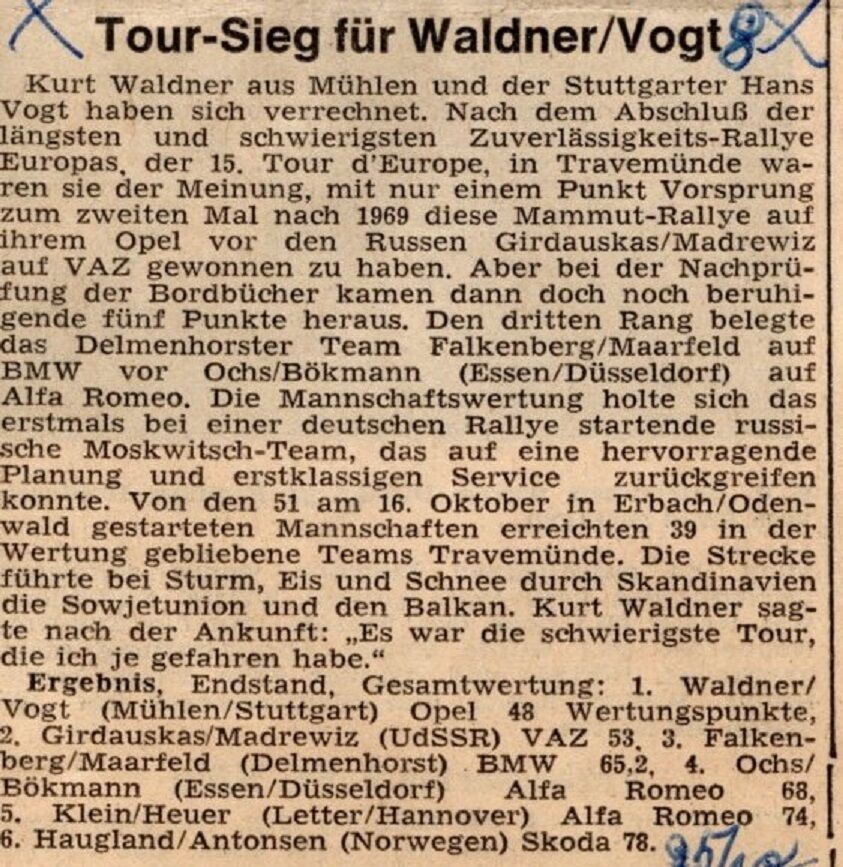 Tour-Sieg für Waldner/Vogt
Kurt Waldner aus Mühlen und der Stuttgarter Hans
Vogt haben sich verrechnet. Nach dem Abschluß der
längsten und schwierigsten Zuverlässigkeits-Rallye
Europas, der 15. Tour d'Europe, in Travemünde wa-
ren sie der Meinung, mit nur einem Punkt Vorsprung
zum zweiten Mal nach 1969 diese Mammut-Rallye auf
ihrem Opel vor den Russen Girdauskas/Madrewiz
auf VAZ gewonnen zu haben. Aber bei der Nachprü-
fung der Bordbücher kamen dann doch noch beruhi-
gende fünf Punkte heraus. Den dritten Rang belegte
das Delmenhorster Team Falkenberg/Maarfeld auf
BMW vor Ochs/Bökmann (Essen/Düsseldorf) auf
Alfa Romeo. Die Mannschaftswertung holte sich das
erstmals bei einer deutschen Rallye startende russi-
sche Moskwitsch-Team, das auf eine hervorragende
Planung und erstklassigen Service zurückgreifen
konnte. Von den 51 am 16. Oktober in Erbach/Oden-
wald gestarteten Mannschaften erreichten 39 in der
Wertung gebliebene Teams Travemünde. Die Strecke
führte bei Sturm, Eis und Schnee durch Skandinavien
die Sowjetunion und den Balkan. Kurt Waldner sag-
te nach der Ankunft: „Es war die schwierigste Tour,
die ich je gefahren habe.“
Ergebnis, Endstand, Gesamtwertung: 1. Waldner/
Vogt (Mühlen/Stuttgart) Opel 48 Wertungspunkte,
2. Girdauskas/Madrewiz (UdSSR) VAZ 53, 3. Falken-
berg/Maarfeld (Delmenhorst) BMW 65,2, 4. Ochs/
Bökmann (Essen/Düsseldorf) Alfa Romeo 68,
5. Klein/Heuer (Letter/Hannover) Alfa Romeo 74,
6. Haugland/Antonsen (Norwegen) Skoda 78.